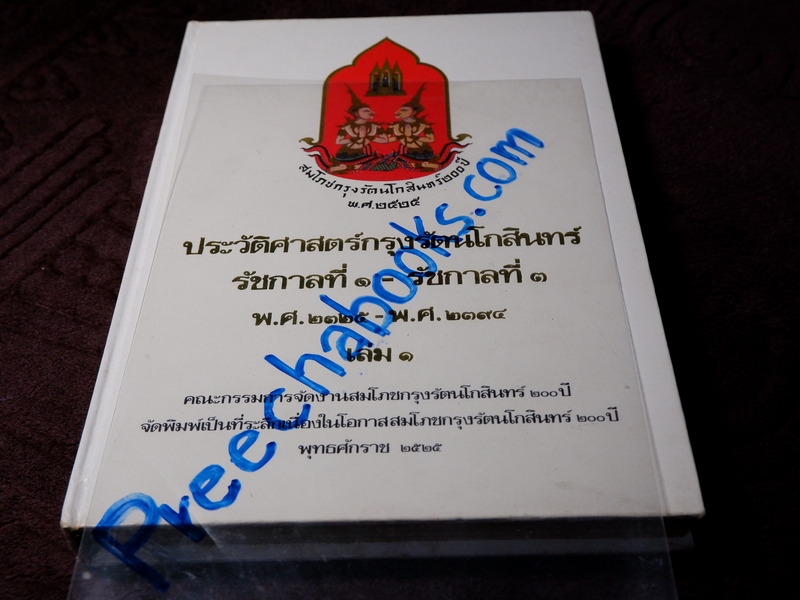 สมโภชกรุงรัตนโกสินทร์๒๐๐ปี
พ.ศ.๒๕๒๕
ประวัติศาสตร์กรุงรัตนโกสินทร์
รัชกาลที่ ๑ - รัชกาลที่ ๓
พ.ศ.๒๓๒๕ - พ.ศ.๒๓๙๔
เล่ม ๑
คณะกรรมการจัดงานสมโภชกรุงรัตนโกสินทร์ ๒๐๐ ปี
จัดพิมพ์เป็นที่ระลึกเนื่องในโอกาสสมโภชกรุงรัตนโกสินทร์ ๒๐๐ ปี
พุทธศักราช ๒๕๒๕
Preechabooks.com